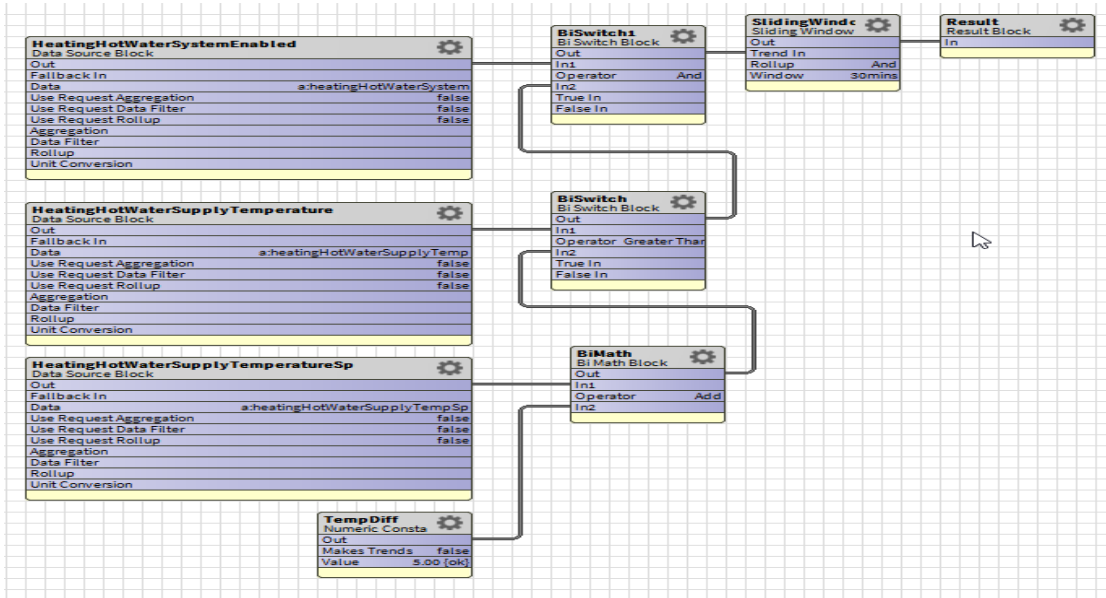 HeatingHotWaterSystemEnabled
Data Source Block
Out
Fallback In
Data a:heatingHotWaterSystem
Use Request Aggregation false
Use Request Data Filter false
Use Request Rollup false
Aggregation
Data Filter
Rollup
Unit Conversion
BiSwitch1
Bi Switch Block
Out
In1
Operator And
In2
True In
False In
SlidingWindo
Sliding Window
Out
Trend In
Rollup And
Window 30mins
Result
Result Block
In
HeatingHotWaterSupplyTemperature
Data Source Block
Out
Fallback In
Data a:heatingHotWaterSupplyTemp
Use Request Aggregation false
Use Request Data Filter false
Use Request Rollup false
Aggregation
Data Filter
Rollup
Unit Conversion
BiSwitch
Bi Switch Block
Out
In1
Operator Greater Than
In2
True In
False In
HeatingHotWaterSupplyTemperatureSp
Data Source Block
Out
Fallback In
Data a:heatingHotWaterSupplyTempSp
Use Request Aggregation false
Use Request Data Filter false
Use Request Rollup false
Aggregation
Data Filter
Rollup
Unit Conversion
BiMath
Bi Math Block
Out
In1
Operator Add
In2
TempDiff
Numeric Consta
Out
Makes Trends false
Value 5.00 {ok}